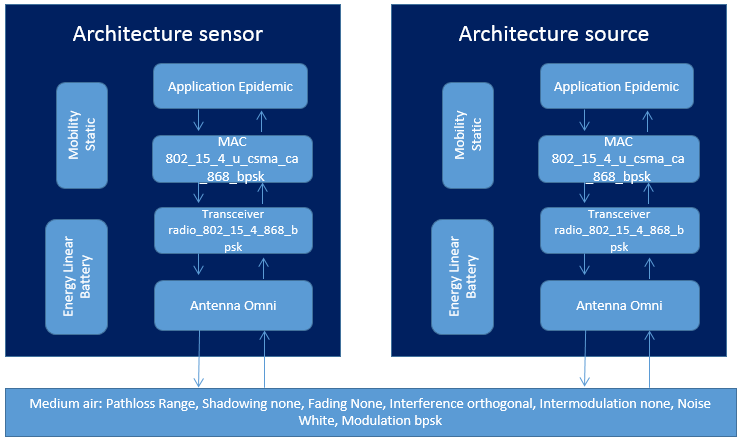 Architecture sensor
Application Epidemic
Mobility
Static
MAC
802_15_4_u_csma_ca
_868_bpsk
Transceiver
radio_802_15_4_868_b
psk
Energy Linear
Battery
Antenna Omni
Architecture source
Application Epidemic
Mobility
Static
MAC
802_15_4_u_csma_ca
_868_bpsk
Transceiver
radio_802_15_4_868_b
psk
Energy Linear
Battery
Antenna Omni
Medium air: Pathloss Range, Shadowing none, Fading None, Interference orthogonal, Intermodulation none, Noise
White, Modulation bpsk